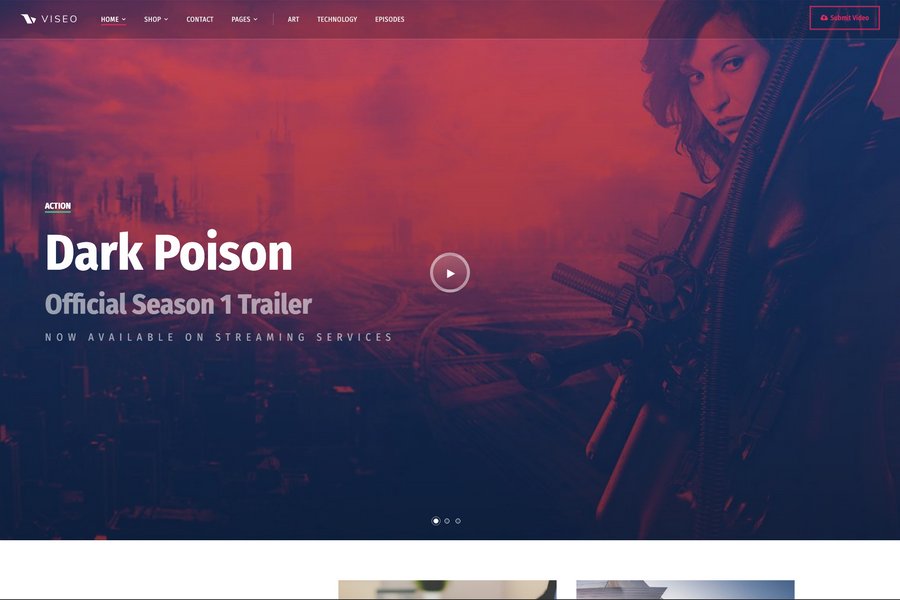 VISEO
HOME SHOP CONTACT PAGES ART TECHNOLOGY EPISODES
Submit Video
ACTION
Dark Poison
Official Season 1 Trailer
NOW AVAILABLE ON STREAMING SERVICES